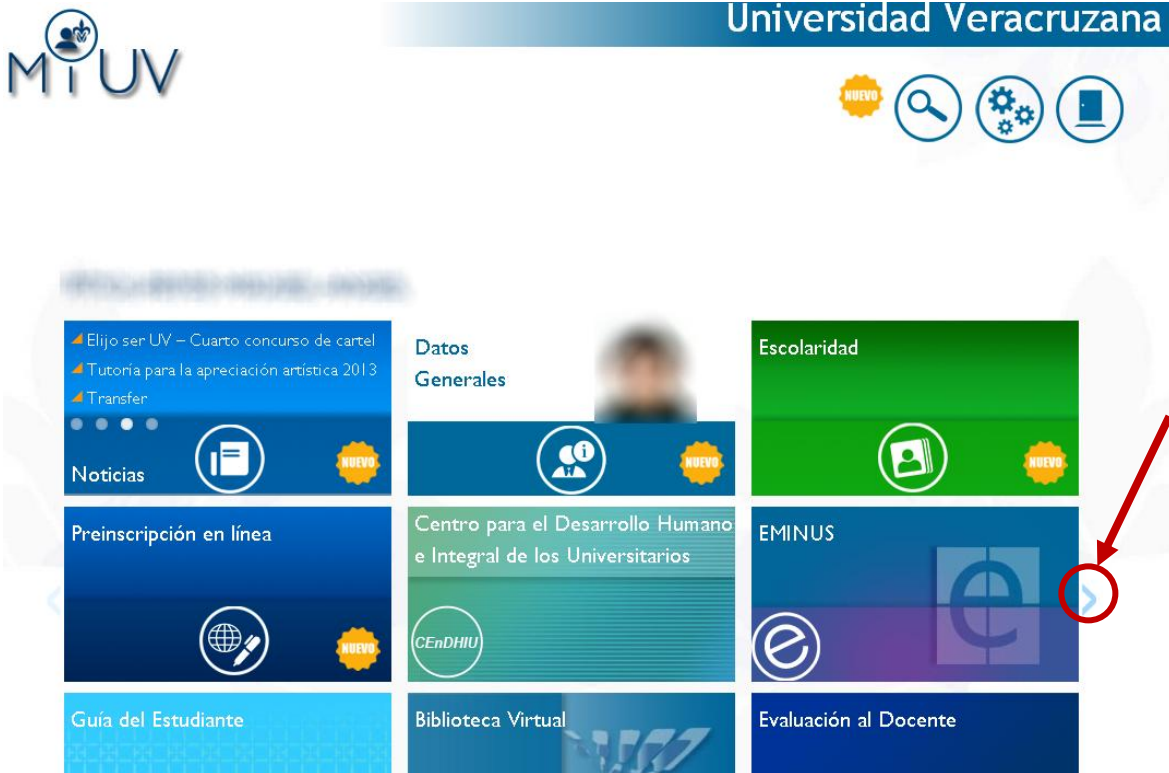 Universidad Veracruzana
MiUV
NUEVO
Elijo ser UV – Cuarto concurso de cartel
Tutoría para la apreciación artística 2013
Transfer
Noticias
NUEVO
Datos
Generales
NUEVO
Escolaridad
NUEVO
Preinscripción en línea
NUEVO
Centro para el Desarrollo Humano
e Integral de los Universitarios
CEnDHIU
EMINUS
e
e
Guía del Estudiante
Biblioteca Virtual
Evaluación al Docente